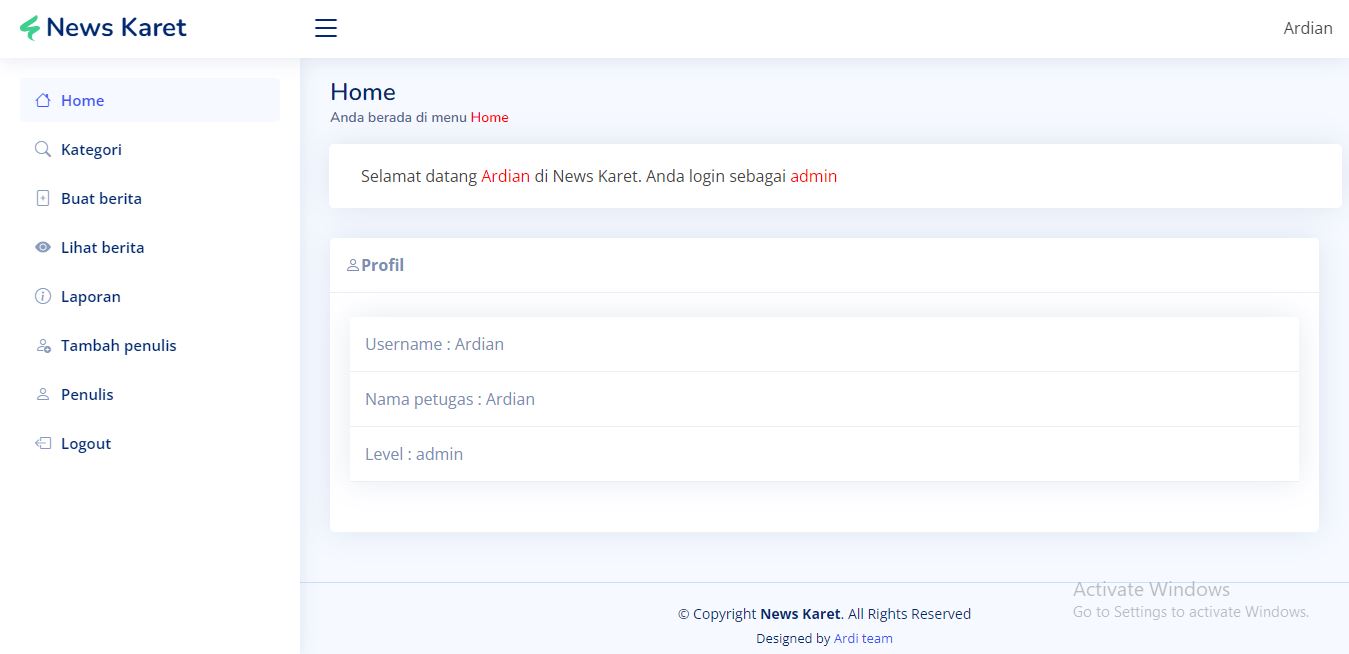 News Karet
Ardian
Home
Kategori
Buat berita
Lihat berita
Laporan
Tambah penulis
Penulis
Logout
Home
Anda berada di menu Home
Selamat datang Ardian di News Karet. Anda login sebagai admin
Profil
Username : Ardian
Nama petugas : Ardian
Level : admin
© Copyright News Karet. All Rights Reserved
Designed by Ardi team
Activate Windows
Go to Settings to activate Windows.